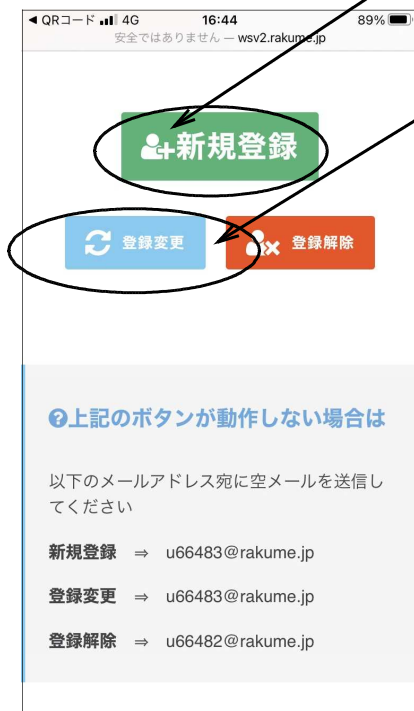 ◀ QRコード 4G 16:44 89%
安全ではありません — wsv2.rakume.jp
新規登録
登録変更 登録解除
上記のボタンが動作しない場合は
以下のメールアドレス宛に空メールを送信し
てください
新規登録 ⇒ u66483@rakume.jp
登録変更 ⇒ u66483@rakume.jp
登録解除 ⇒ u66482@rakume.jp